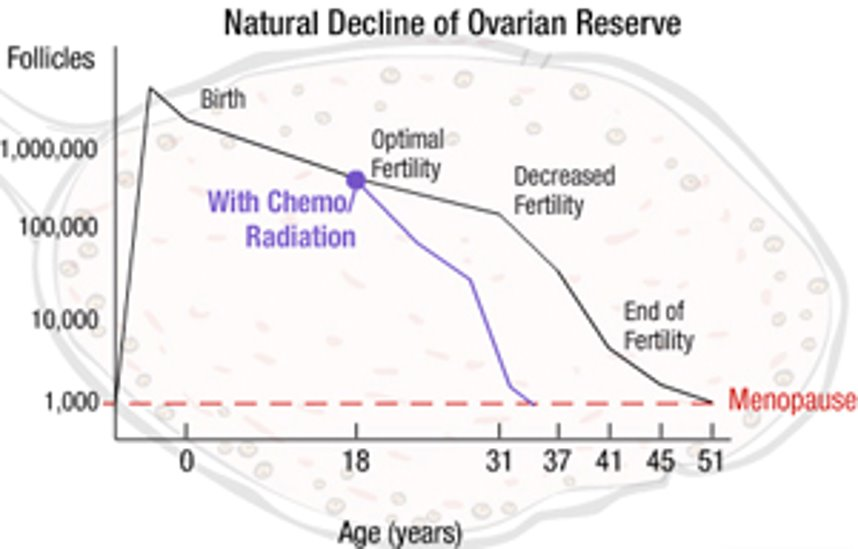 Natural Decline of Ovarian Reserve
Follicles
Birth
1,000,000
Optimal
Fertility
Decreased
Fertility
With Chemo/
Radiation
100,000
10,000
End of
Fertility
1,000
Menopause
0 18 31 37 41 45 51
Age (years)